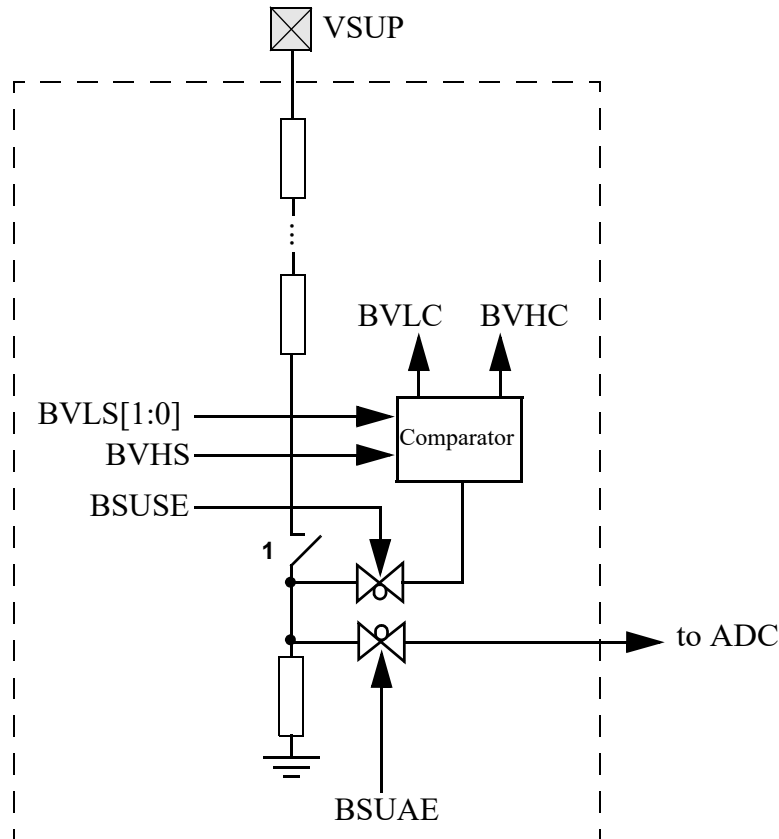 VSUP
BVLC
BVHC
BVLS[1:0]
Comparator
BVHS
BSUSE
1
to ADC
BSUAE